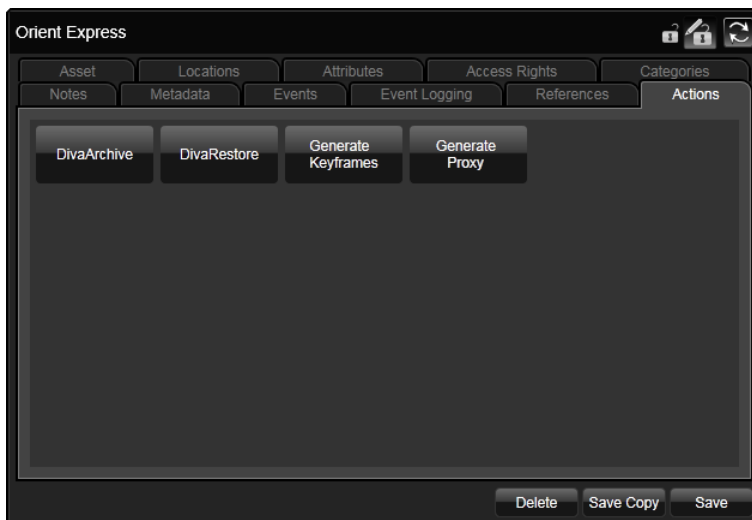 Orient Express
Asset Locations Attributes Access Rights Categories
Notes Metadata Events Event Logging References Actions
DivaArchive DivaRestore Generate Keyframes Generate Proxy
Delete Save Copy Save